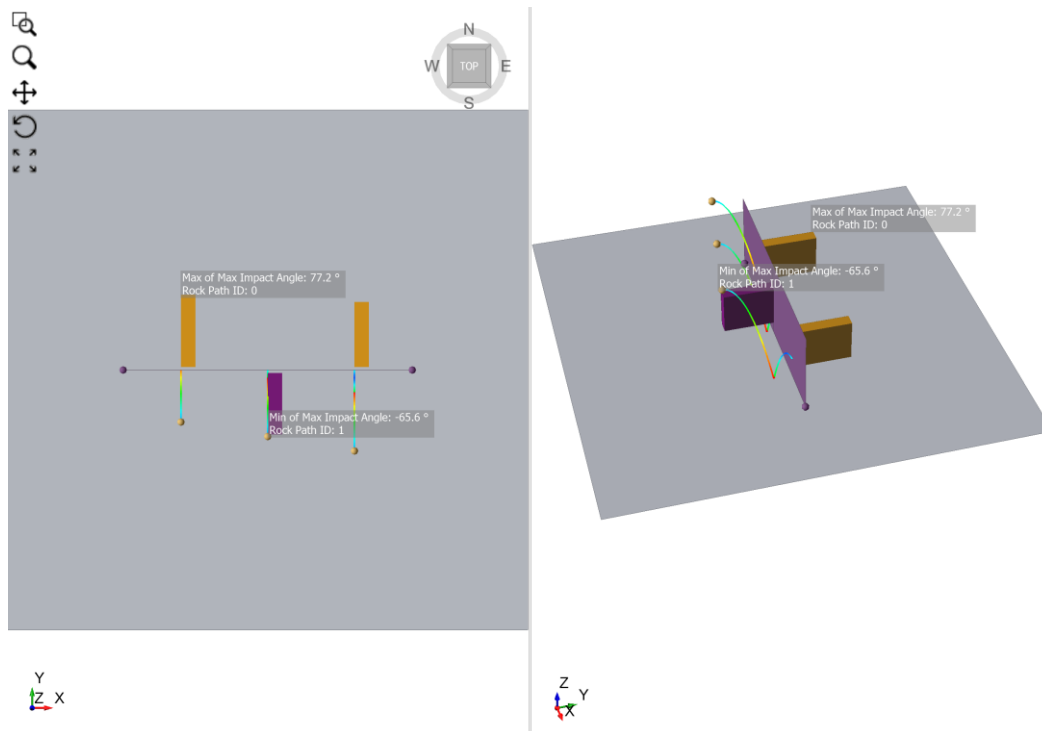 N
W TOP E
S
Max of Max Impact Angle: 77.2 °
Rock Path ID: 0
Min of Max Impact Angle: -65.6 °
Rock Path ID: 1
Y
Z X
Max of Max Impact Angle: 77.2 °
Rock Path ID: 0
Min of Max Impact Angle: -65.6 °
Rock Path ID: 1
Z
Y
X